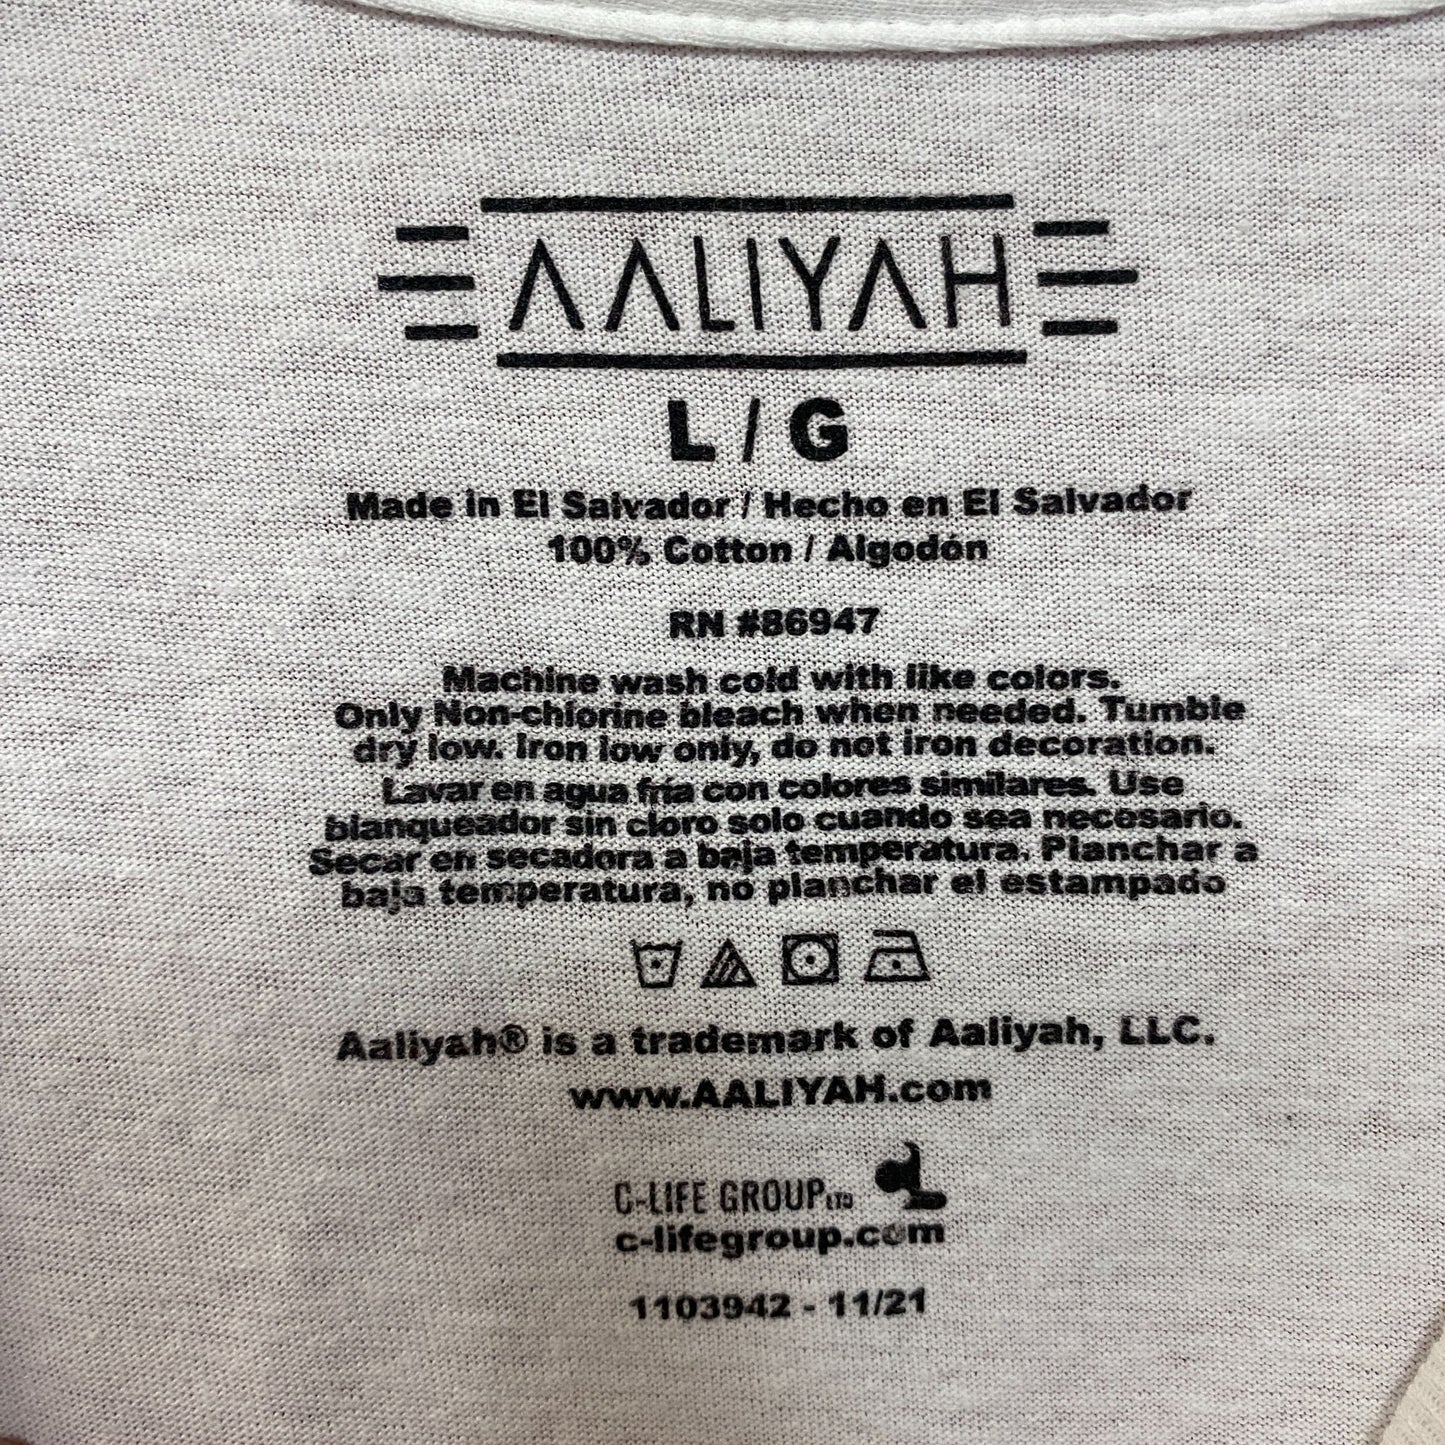 AALIYAH
L / G
Made in El Salvador / Hecho en El Salvador
100% Cotton / Algodón
RN #86947
Machine wash cold with like colors.
Only Non-chlorine bleach when needed. Tumble
dry low. Iron low only, do not iron decoration.
Lavar en agua fría con colores similares. Use
blanqueador sin cloro solo cuando sea necesario.
Secar en secadora a baja temperatura. Planchar a
baja temperatura, no planchar el estampado
Aaliyah® is a trademark of Aaliyah, LLC.
www.AALIYAH.com
C-LIFE GROUP LTD
c-lifegroup.com
1103942 - 11/21